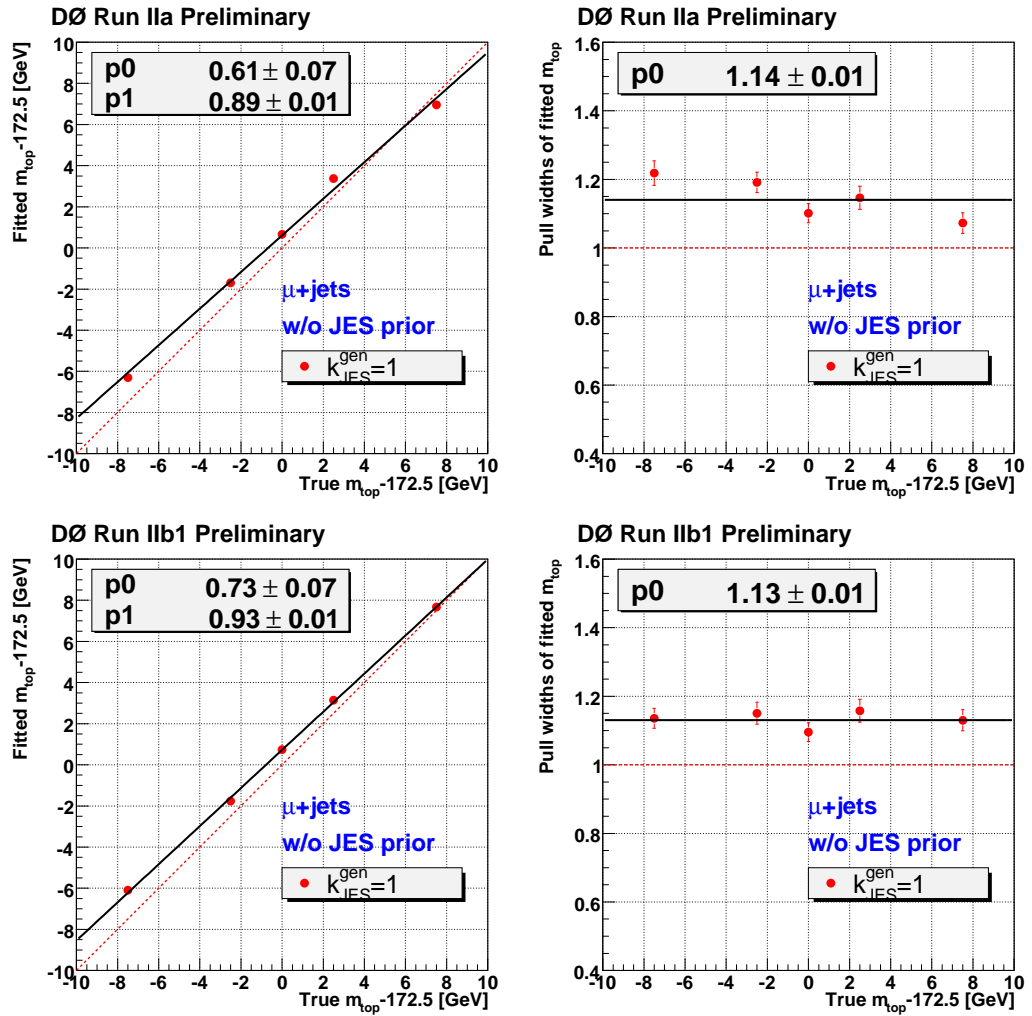 DØ Run IIa Preliminary
Fitted m_top-172.5 [GeV]
10
8
6
4
2
0
-2
-4
-6
-8
-10
p0 0.61 ± 0.07
p1 0.89 ± 0.01
μ+jets
w/o JES prior
k_JES^gen=1
-10 -8 -6 -4 -2 0 2 4 6 8 10
True m_top-172.5 [GeV]
DØ Run IIa Preliminary
Pull widths of fitted m_top
1.6
1.4
1.2
1
0.8
0.6
0.4
p0 1.14 ± 0.01
μ+jets
w/o JES prior
k_JES^gen=1
-10 -8 -6 -4 -2 0 2 4 6 8 10
True m_top-172.5 [GeV]
DØ Run IIb1 Preliminary
Fitted m_top-172.5 [GeV]
10
8
6
4
2
0
-2
-4
-6
-8
-10
p0 0.73 ± 0.07
p1 0.93 ± 0.01
μ+jets
w/o JES prior
k_JES^gen=1
-10 -8 -6 -4 -2 0 2 4 6 8 10
True m_top-172.5 [GeV]
DØ Run IIb1 Preliminary
Pull widths of fitted m_top
1.6
1.4
1.2
1
0.8
0.6
0.4
p0 1.13 ± 0.01
μ+jets
w/o JES prior
k_JES^gen=1
-10 -8 -6 -4 -2 0 2 4 6 8 10
True m_top-172.5 [GeV]